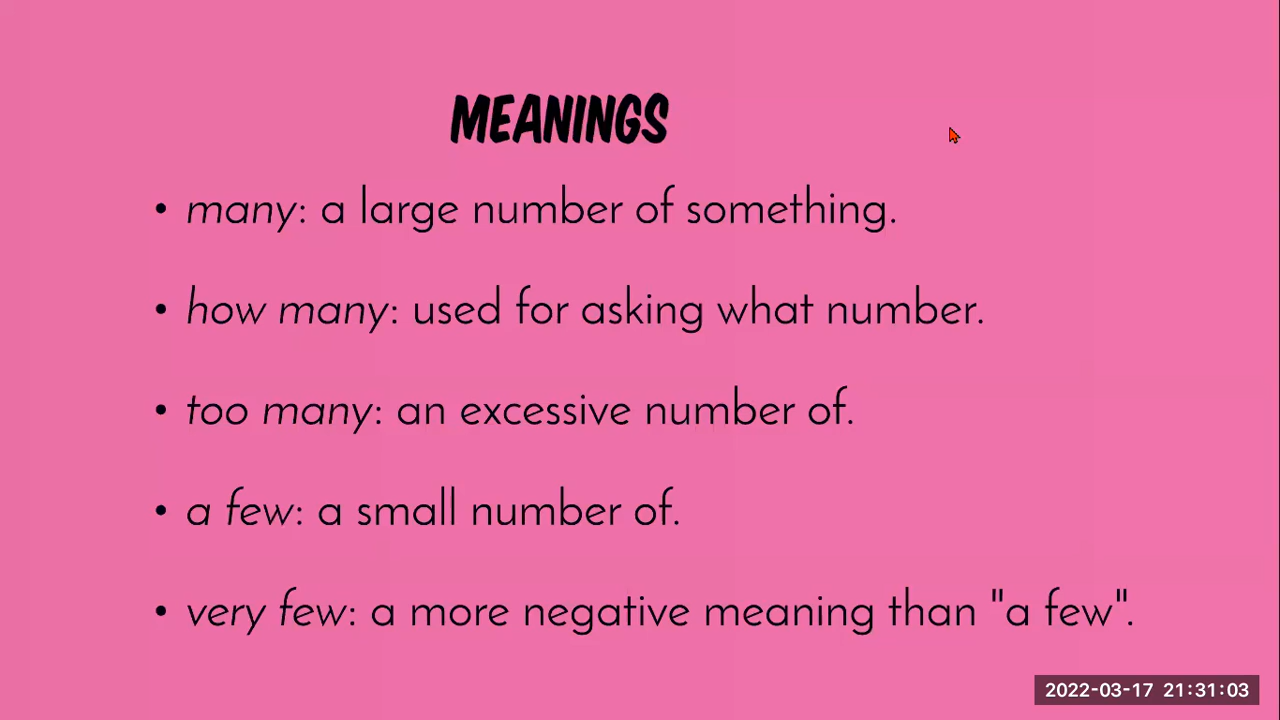 MEANINGS
• many: a large number of something.
• how many: used for asking what number.
• too many: an excessive number of.
• a few: a small number of.
• very few: a more negative meaning than "a few".
2022-03-17 21:31:03